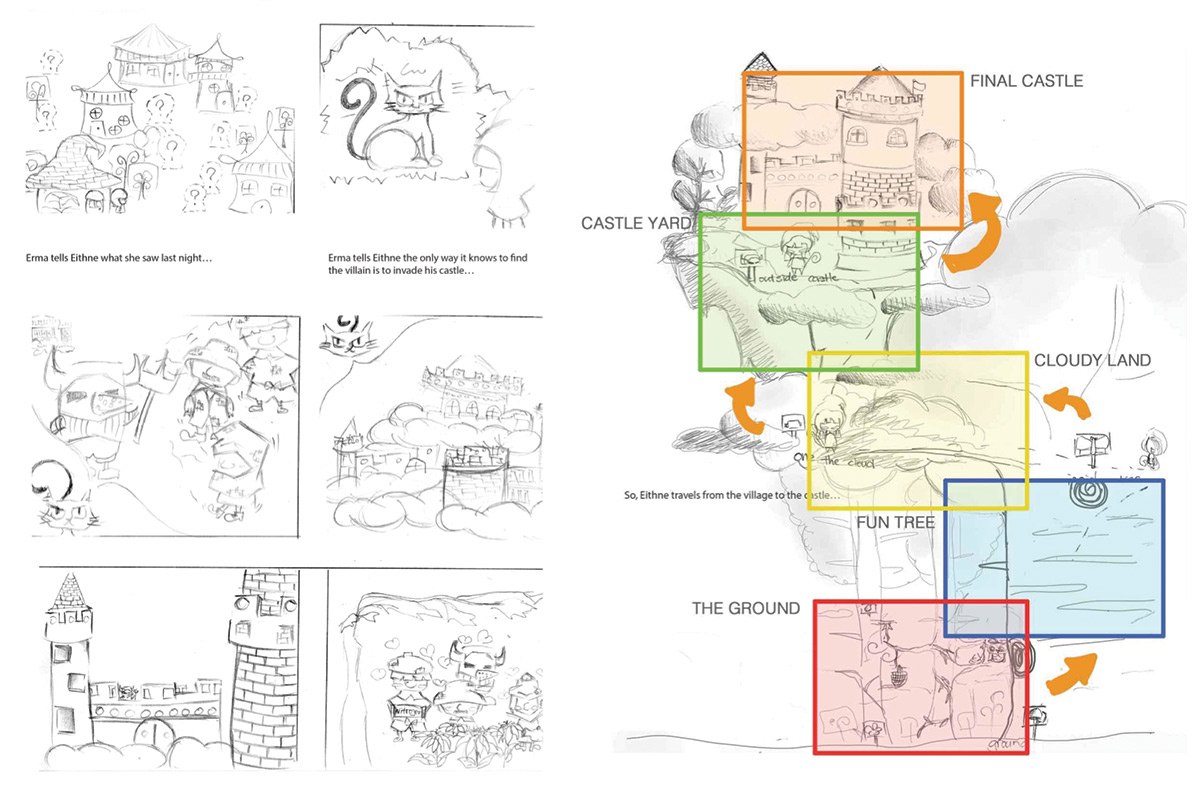 Erma tells Eithne what she saw last night…
Erma tells Eithne the only way it knows to find
the villain is to invade his castle…
FINAL CASTLE
CASTLE YARD
outside castle
CLOUDY LAND
the cloud
So, Eithne travels from the village to the castle…
FUN TREE
THE GROUND
ground